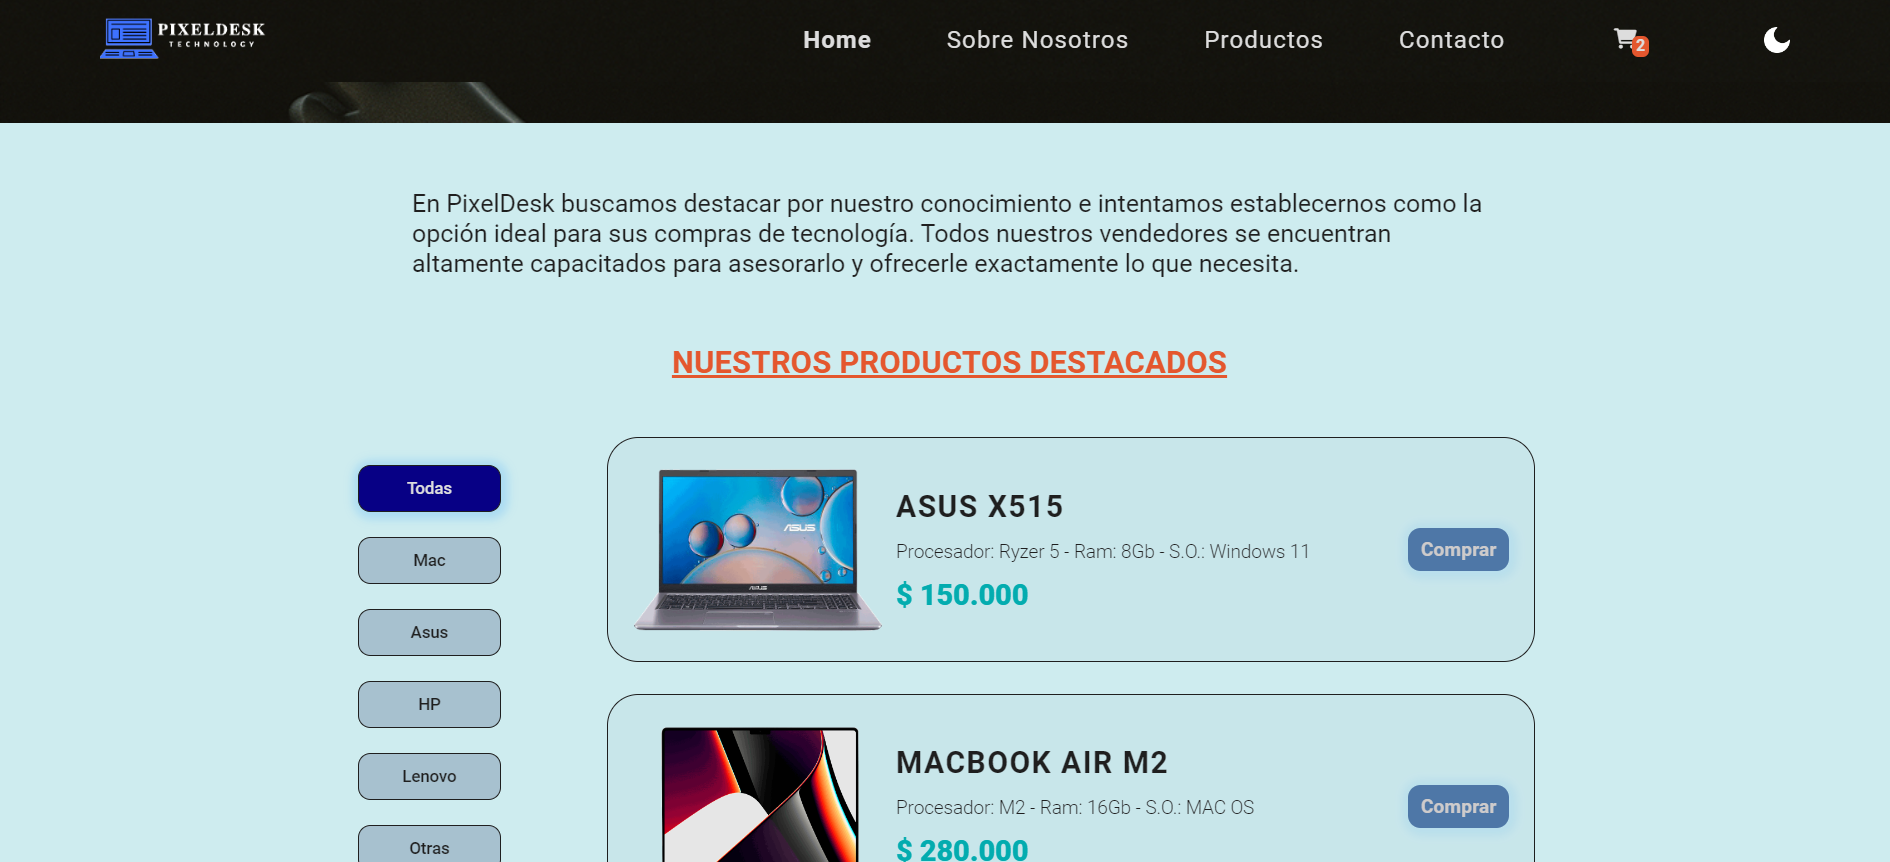 PIXELDESK
TECHNOLOGY
Home
Sobre Nosotros
Productos
Contacto
2
En PixelDesk buscamos destacar por nuestro conocimiento e intentamos establecernos como la
opción ideal para sus compras de tecnología. Todos nuestros vendedores se encuentran
altamente capacitados para asesorarlo y ofrecerle exactamente lo que necesita.
NUESTROS PRODUCTOS DESTACADOS
Todas
Mac
Asus
HP
Lenovo
Otras
ASUS
ASUS
ASUS X515
Procesador: Ryzer 5 - Ram: 8Gb - S.O.: Windows 11
$ 150.000
Comprar
MACBOOK AIR M2
Procesador: M2 - Ram: 16Gb - S.O.: MAC OS
$ 280.000
Comprar